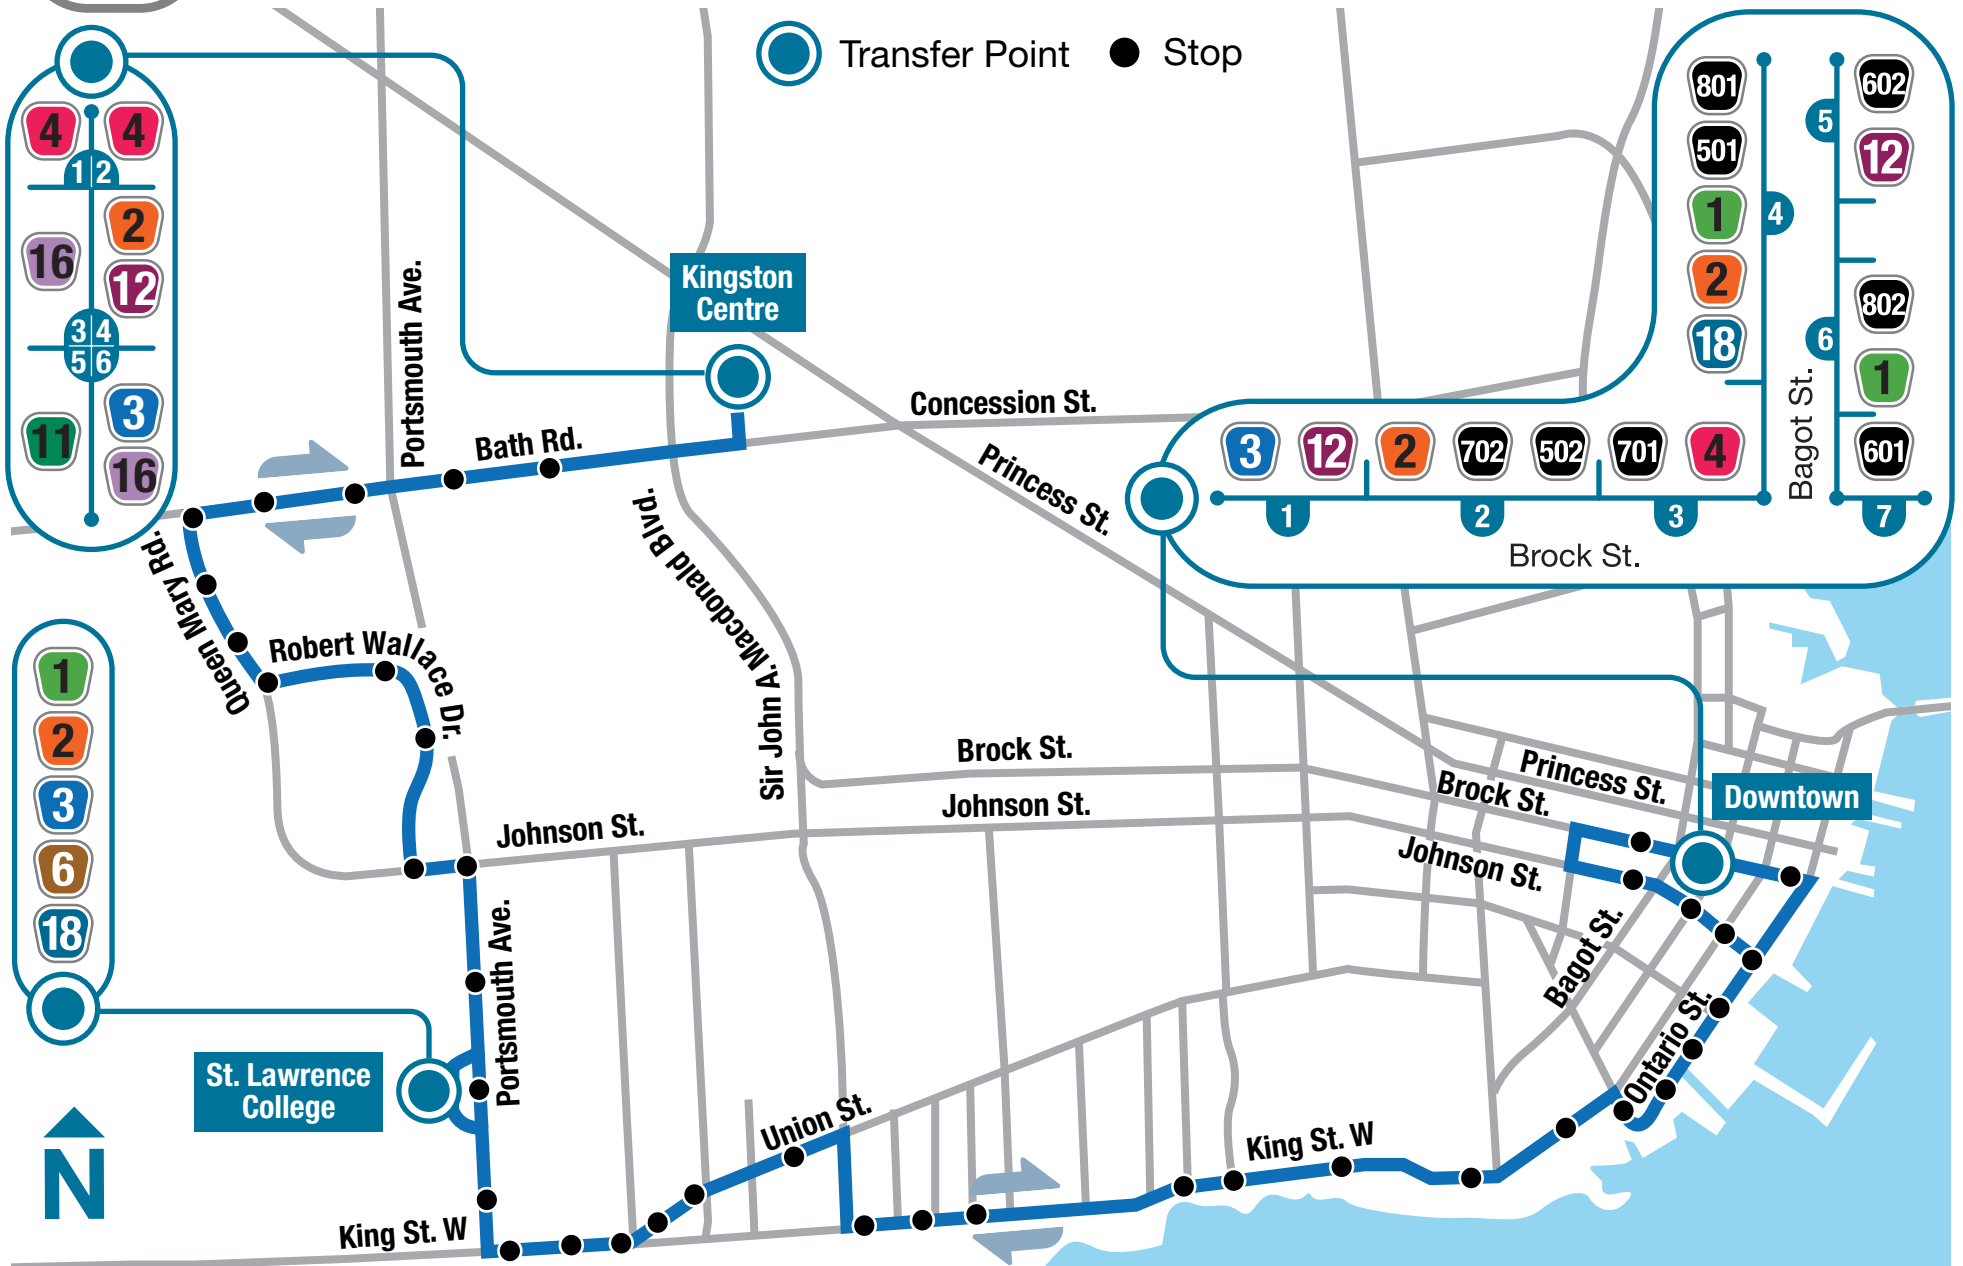 Transfer Point
Stop
4
4
1 2
2
16
12
3 4
5 6
3
11
16
801
501
1
2
18
4
602
5
12
802
6
1
601
7
Bagot St.
3
12
2
702
502
701
4
1
2
3
Brock St.
Kingston
Centre
Portsmouth Ave.
Bath Rd.
Concession St.
Princess St.
Queen Mary Rd.
Robert Wallace Dr.
Sir John A. Macdonald Blvd.
1
2
3
6
18
Brock St.
Johnson St.
Johnson St.
Princess St.
Brock St.
Johnson St.
Downtown
Bagot St.
Ontario St.
Portsmouth Ave.
St. Lawrence
College
Union St.
King St. W
King St. W
N